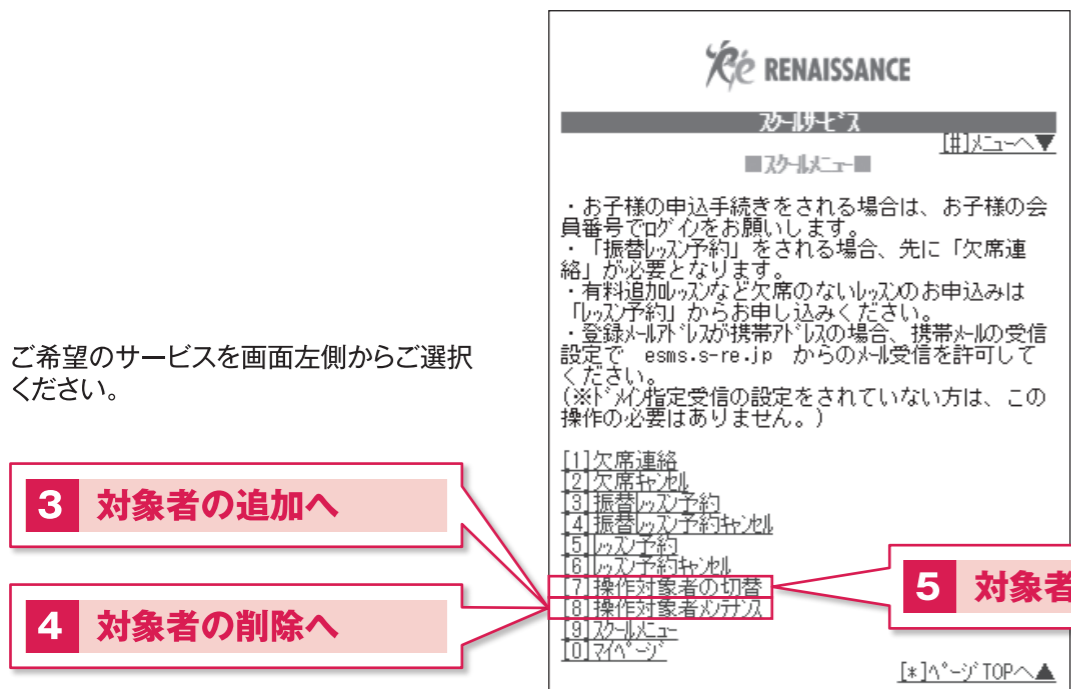 Ré RENAISSANCE
ｽｸｰﾙｻｰﾋﾞｽ
[#]ﾒﾆｭｰへ▼
■ｽｸｰﾙﾒﾆｭｰ■
・お子様の申込手続きをされる場合は、お子様の会
員番号でﾛｸﾞｲﾝをお願いします。
・「振替ﾚｯｽﾝ予約」をされる場合、先に「欠席連
絡」が必要となります。
・有料追加ﾚｯｽﾝなど欠席のないﾚｯｽﾝのお申込みは
「ﾚｯｽﾝ予約」からお申し込みください。
・登録ﾒｰﾙｱﾄﾞﾚｽが携帯ｱﾄﾞﾚｽの場合、携帯ﾒｰﾙの受信
設定で esms.s-re.jp からのﾒｰﾙ受信を許可して
ください。
(※ﾄﾞﾒｲﾝ指定受信の設定をされていない方は、この
操作の必要はありません。)
ご希望のサービスを画面左側からご選択
ください。
[1]欠席連絡
[2]欠席ｷｬﾝｾﾙ
[3]振替ﾚｯｽﾝ予約
[4]振替ﾚｯｽﾝ予約ｷｬﾝｾﾙ
[5]ﾚｯｽﾝ予約
[6]ﾚｯｽﾝ予約ｷｬﾝｾﾙ
[7]操作対象者の切替
[8]操作対象者ﾒﾝﾃﾅﾝｽ
[9]ｽｸｰﾙﾒﾆｭｰ
[0]ﾏｲﾍﾟｰｼﾞ
3 対象者の追加へ
4 対象者の削除へ
5 対象者
[*]ﾍﾟｰｼﾞTOPへ▲